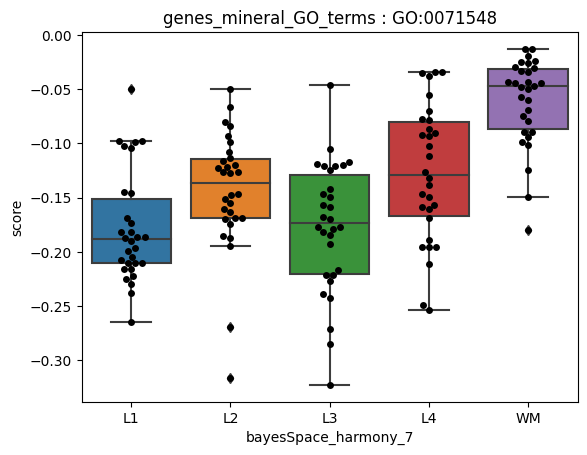 genes_mineral_GO_terms : GO:0071548
0.00
−0.05
−0.10
−0.15
−0.20
−0.25
−0.30
score
L1 L2 L3 L4 WM
bayesSpace_harmony_7